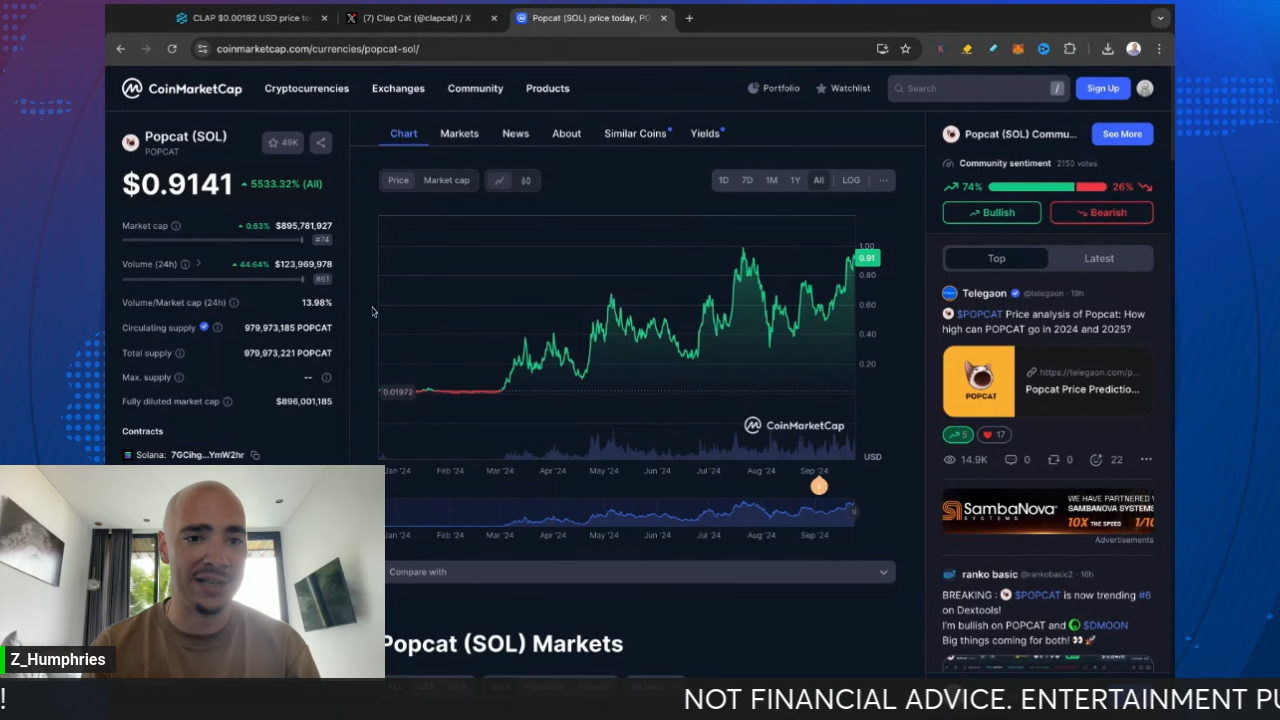 CLAP $0.00182 USD price to
(7) Clap Cat (@clapcat) / X
Popcat (SOL) price today, PO
coinmarketcap.com/currencies/popcat-sol/
CoinMarketCap
Cryptocurrencies
Exchanges
Community
Products
Portfolio
Watchlist
Search
/
Sign Up
Popcat (SOL)
POPCAT
49K
$0.9141
5533.32% (All)
Market cap
0.63% $895,781,927
#74
Volume (24h)
44.64% $123,969,978
#61
Volume/Market cap (24h)
13.98%
Circulating supply
979,973,185 POPCAT
Total supply
979,973,221 POPCAT
Max. supply
--
Fully diluted market cap
$896,001,185
Contracts
Solana: 7GCihg...YmW2hr
Chart
Markets
News
About
Similar Coins
Yields
Price
Market cap
1D
7D
1M
1Y
All
LOG
...
1.00
0.91
0.80
0.60
0.40
0.20
0.01972
CoinMarketCap
USD
Jan '24
Feb '24
Mar '24
Apr '24
May '24
Jun '24
Jul '24
Aug '24
Sep '24
Jan '24
Feb '24
Mar '24
Apr '24
May '24
Jun '24
Jul '24
Aug '24
Sep '24
Compare with
Popcat (SOL) Markets
Popcat (SOL) Commu...
See More
Community sentiment 2150 votes
74%
26%
Bullish
Bearish
Top
Latest
Telegaon @telegaon · 19h
$POPCAT Price analysis of Popcat: How
high can POPCAT go in 2024 and 2025?
POPCAT
https://telegaon.com/p...
Popcat Price Predictio...
5
17
14.9K
0
0
22
SambaNova
SYSTEMS
WE HAVE PARTNERED
SAMBANOVA SYSTEMS
10X THE SPEED
1/10
Advertisements
ranko basic @rankobasic2 · 16h
BREAKING : $POPCAT is now trending #6
on Dextools!
I'm bullish on POPCAT and $DMOON
Big things coming for both!
Z_Humphries
!
NOT FINANCIAL ADVICE. ENTERTAINMENT PU